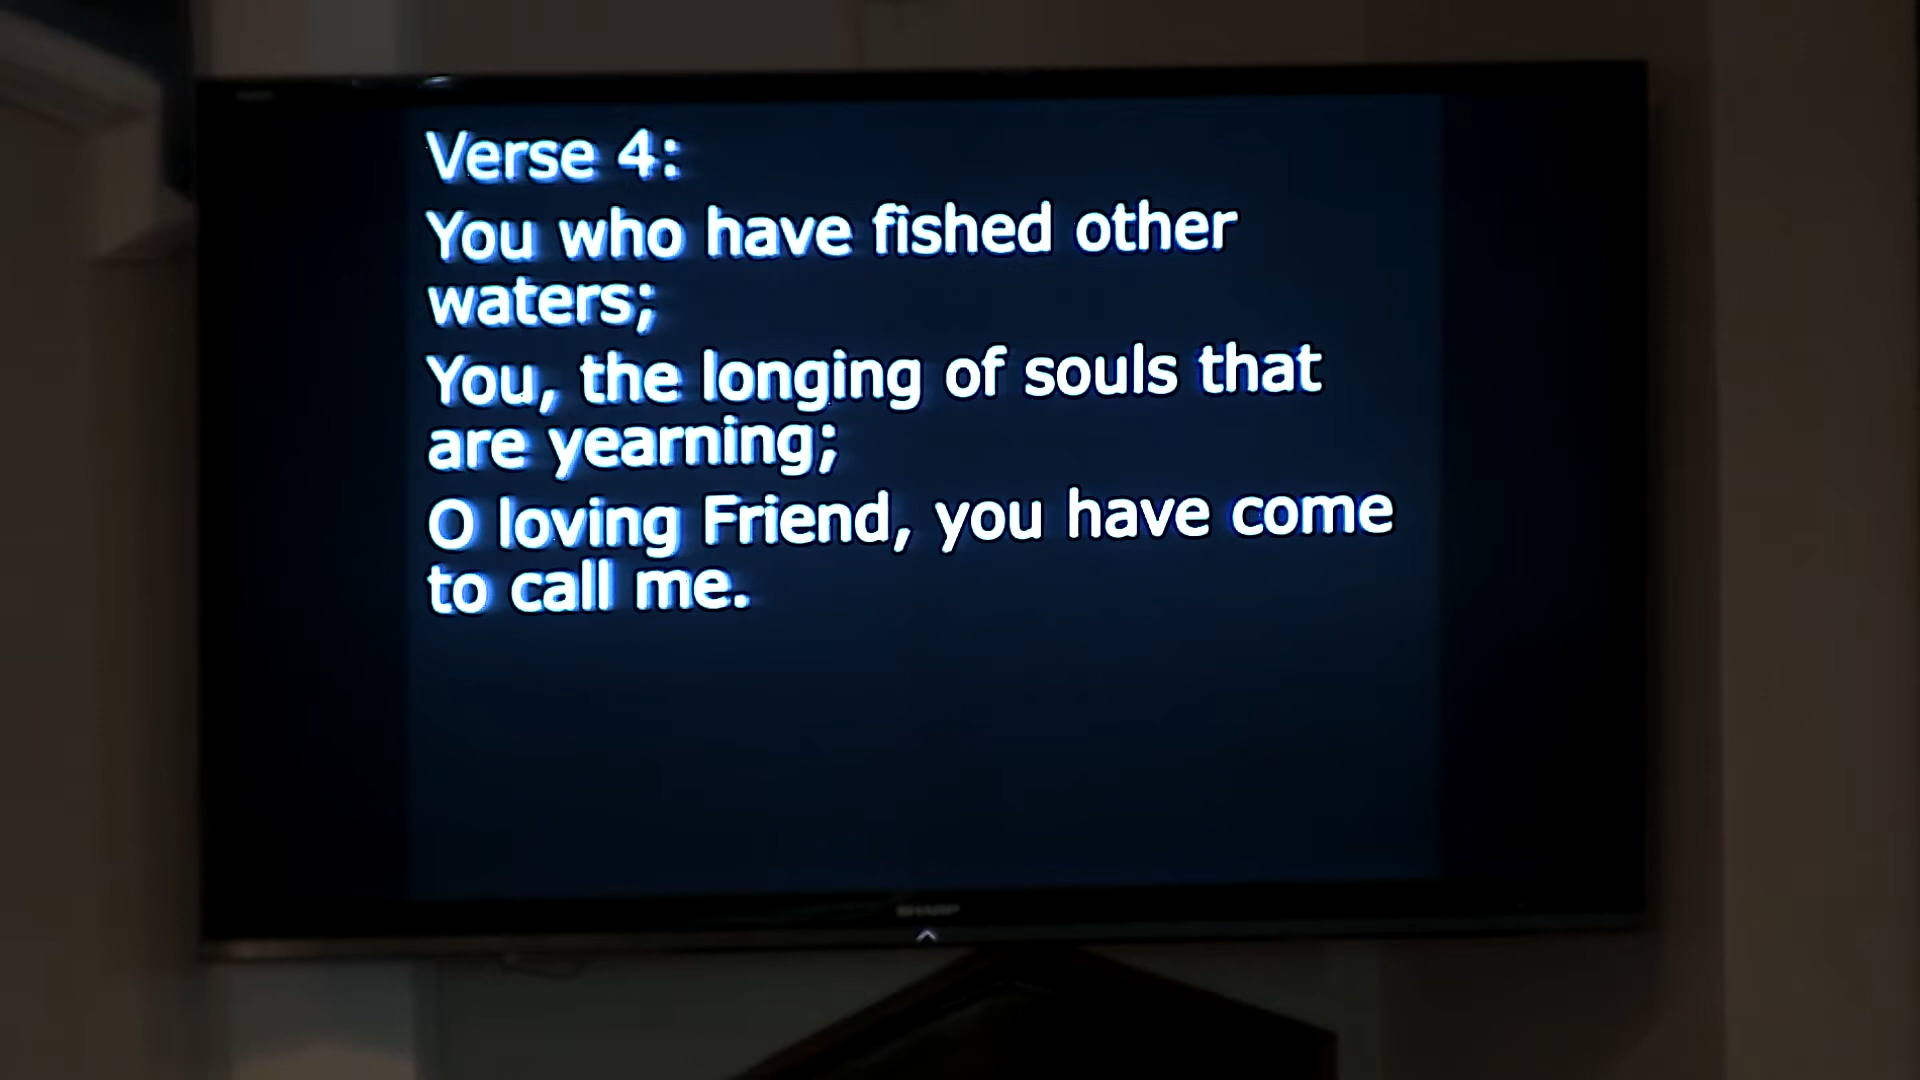 Verse 4:
You who have fished other
waters;
You, the longing of souls that
are yearning;
O loving Friend, you have come
to call me.
SHARP